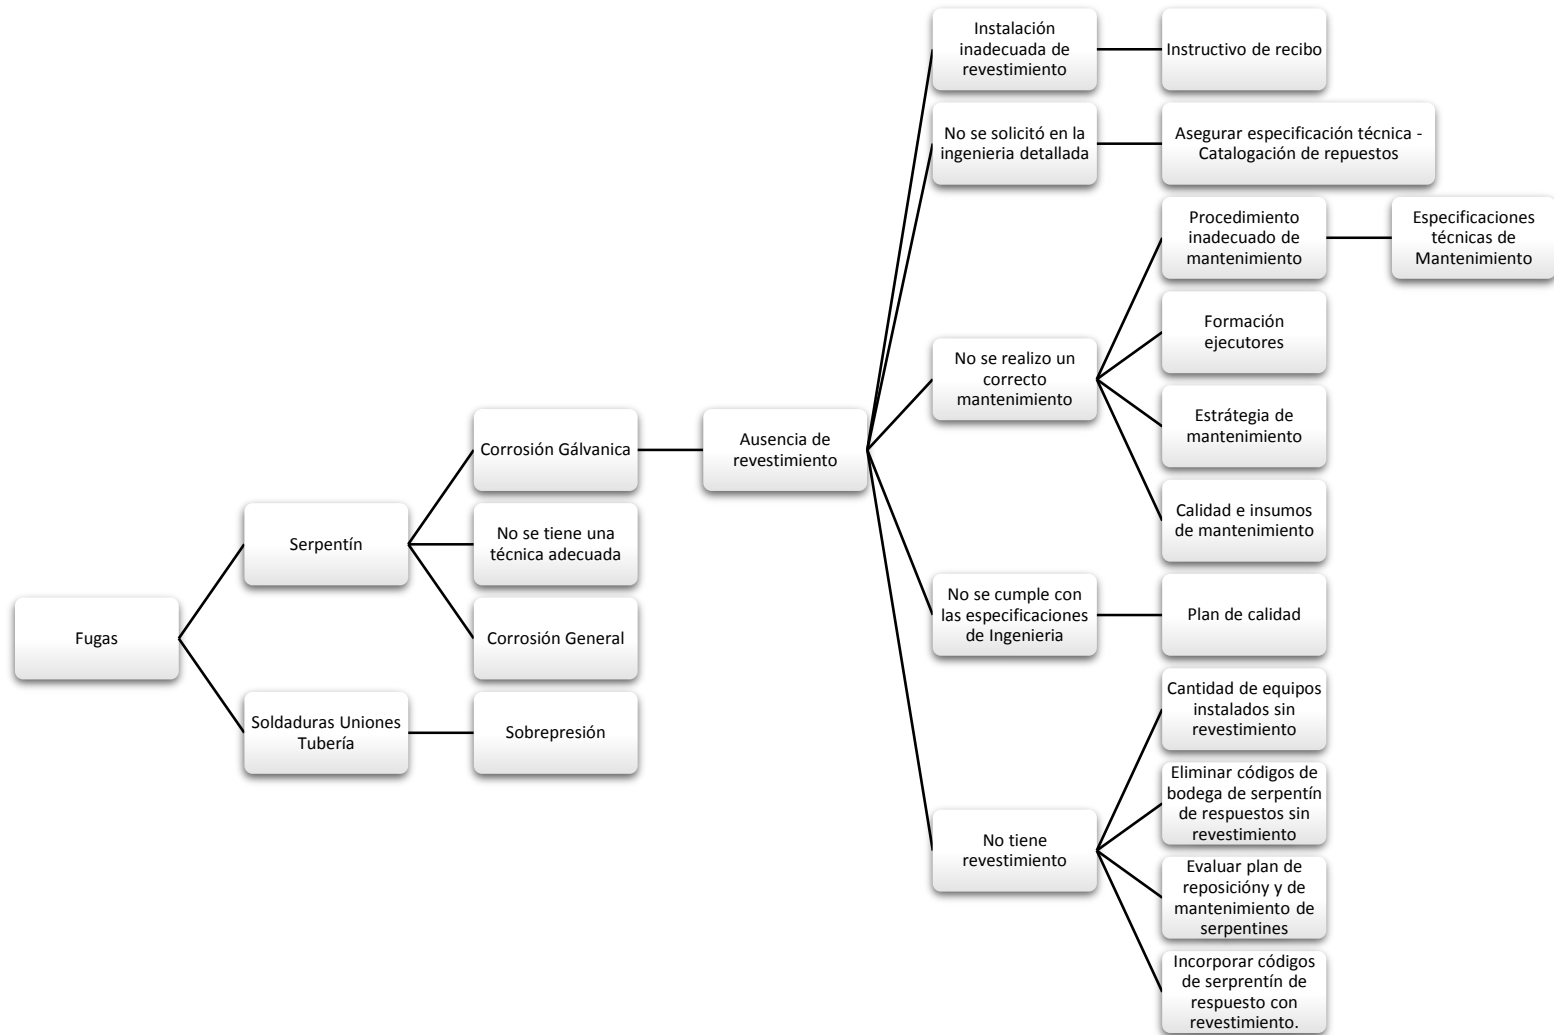 Fugas
Serpentín
Soldaduras Uniones
Tubería
Corrosión Gálvanica
No se tiene una
técnica adecuada
Corrosión General
Sobrepresión
Ausencia de
revestimiento
Instalación
inadecuada de
revestimiento
Instructivo de recibo
No se solicitó en la
ingenieria detallada
Asegurar especificación técnica -
Catalogación de repuestos
No se realizo un
correcto
mantenimiento
Procedimiento
inadecuado de
mantenimiento
Especificaciones
técnicas de
Mantenimiento
Formación
ejecutores
Estrátegia de
mantenimiento
Calidad e insumos
de mantenimiento
No se cumple con
las especificaciones
de Ingenieria
Plan de calidad
No tiene
revestimiento
Cantidad de equipos
instalados sin
revestimiento
Eliminar códigos de
bodega de serpentín
de respuestos sin
revestimiento
Evaluar plan de
reposicióny y de
mantenimiento de
serpentines
Incorporar códigos
de serprentín de
respuesto con
revestimiento.